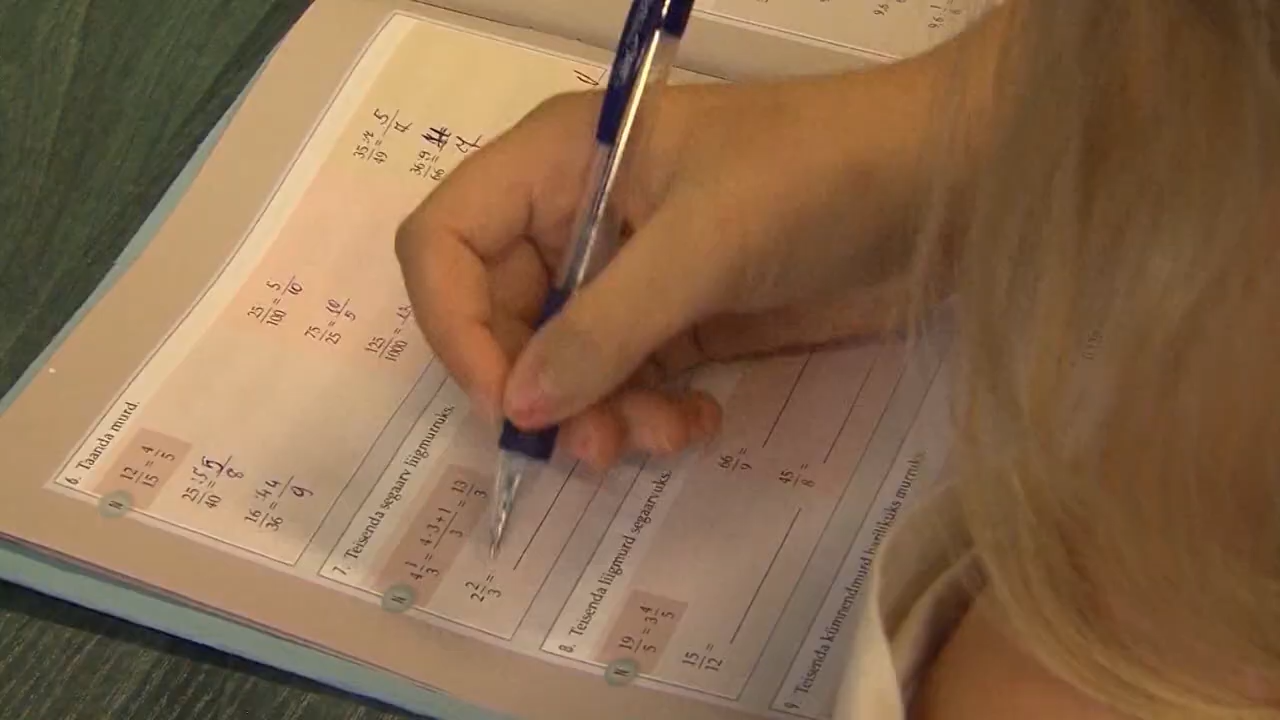 6. Taanda murd.
N 12/15 = 4/5
25:5/40 = 5/8
16:4/36 = 4/9
25/100 = 5/10
75/25 = 10/5
125/1000 =
35:7/49 = 5/7
36:9/66 =
7. Teisenda segaarv liigmurruks.
N 4 1/3 = 4·3+1/3 = 13/3
2 2/3 =
8. Teisenda liigmurd segaarvuks.
N 19/5 = 3 4/5
15/12 =
66/9 =
45/8 =
9. Teisenda kümnendmurd harilikuks murruks